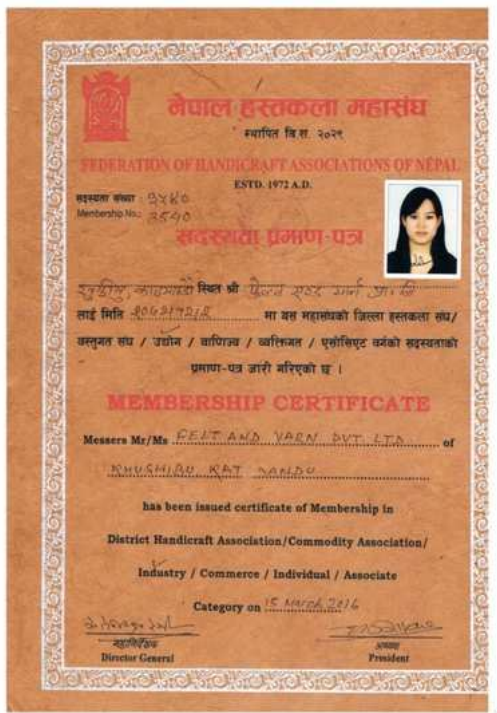 नेपाल हस्तकला महासंघ
स्थापित वि.सं. २०२९
FEDERATION OF HANDICRAFT ASSOCIATIONS OF NEPAL
ESTD. 1972 A.D.
सदस्यता संख्या
Membership No.: 2540
सदस्यता प्रमाण-पत्र
काठमाडौं स्थित श्री
लाई मिति मा यस महासंघको जिल्ला हस्तकला संघ/
वस्तुगत संघ / उद्योग / वाणिज्य / व्यक्तिगत / एसोसिएट वर्गको सदस्यताको
प्रमाण-पत्र जारी गरिएको छ ।
MEMBERSHIP CERTIFICATE
Messers Mr/Ms FELT AND YARN PVT. LTD of
KHUSHIBU
has been issued certificate of Membership in
District Handicraft Association/Commodity Association/
Industry / Commerce / Individual / Associate
Category on 15 March 2016
महानिर्देशक अध्यक्ष
Director General President